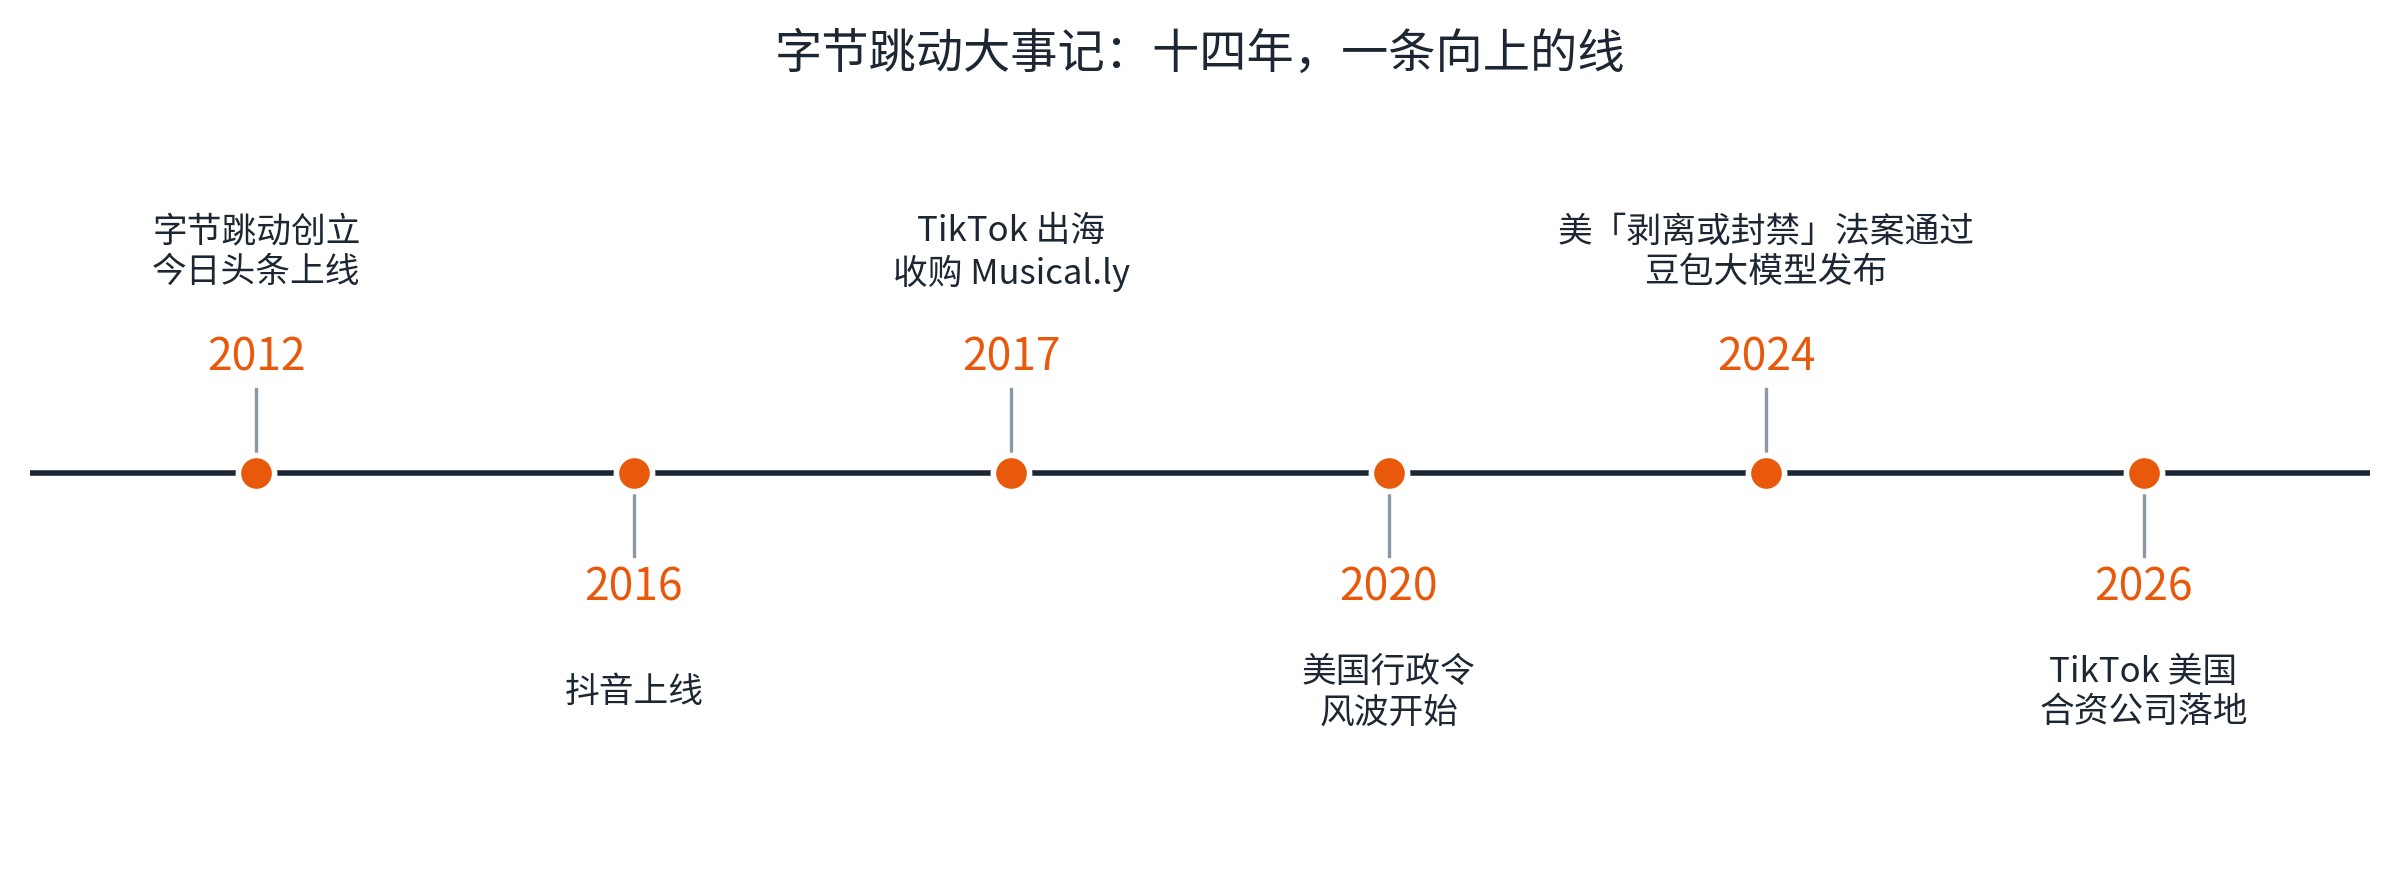 字节跳动大事记：十四年，一条向上的线
字节跳动创立
今日头条上线
2012
2016
抖音上线
TikTok 出海
收购 Musical.ly
2017
2020
美国行政令
风波开始
美「剥离或封禁」法案通过
豆包大模型发布
2024
2026
TikTok 美国
合资公司落地